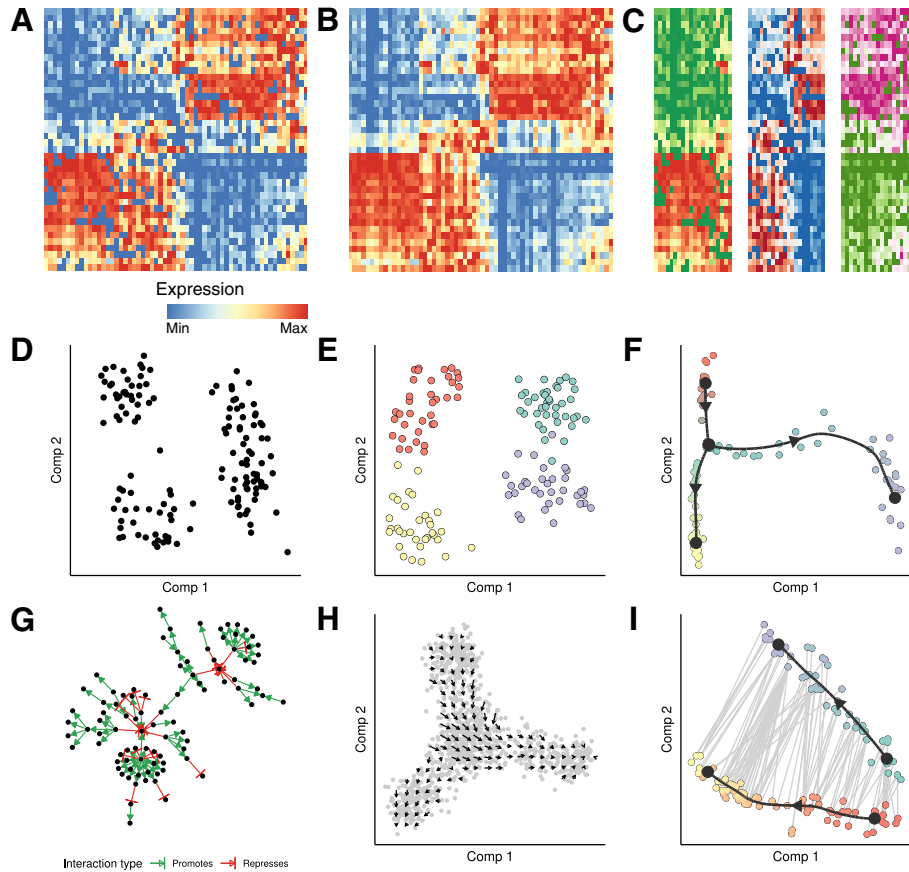 A B C
Expression
Min Max
D E F
Comp 2 Comp 2 Comp 2
Comp 1 Comp 1 Comp 1
G H I
Comp 2 Comp 2
Comp 1 Comp 1
Interaction type Promotes Represses